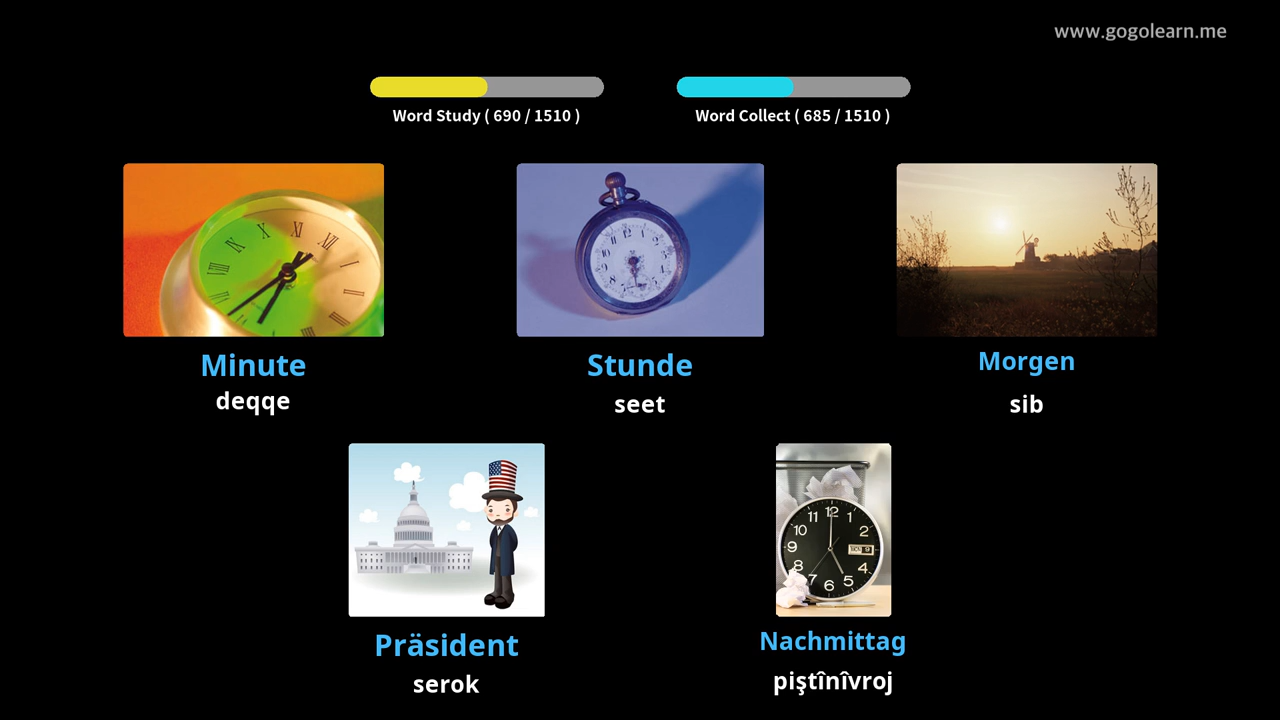 www.gogolearn.me
Word Study ( 690 / 1510 )
Word Collect ( 685 / 1510 )
Minute
deqqe
Stunde
seet
Morgen
sib
Präsident
serok
Nachmittag
piştînîvroj